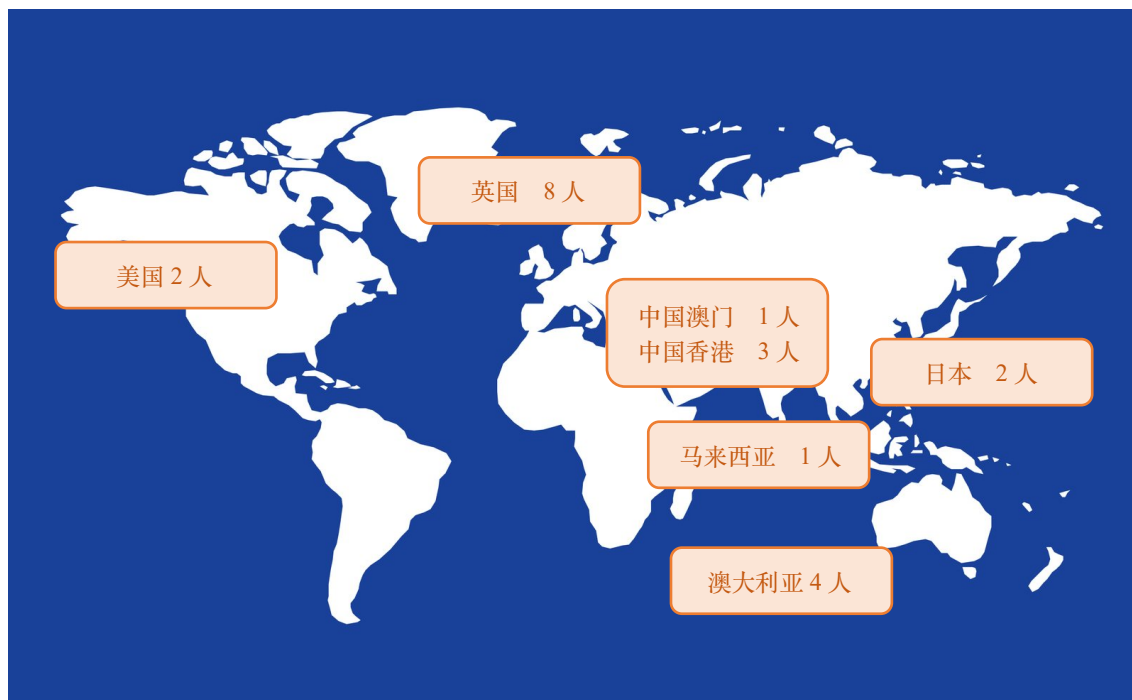 英国 8 人
美国 2 人
中国澳门 1 人
中国香港 3 人
日本 2 人
马来西亚 1 人
澳大利亚 4 人